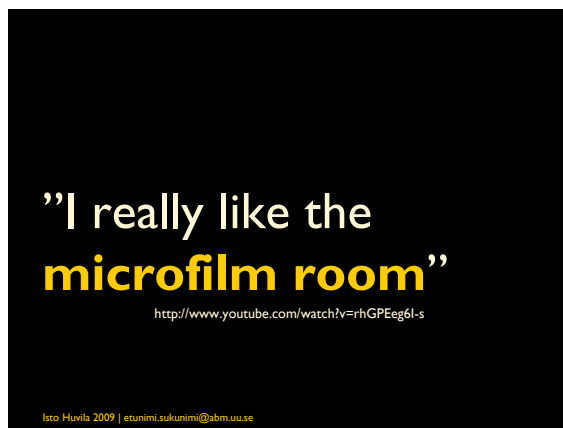 ”I really like the
microfilm room”
http://www.youtube.com/watch?v=rhGPEeg6I-s
Isto Huvila 2009 | etunimi.sukunimi@abm.uu.se